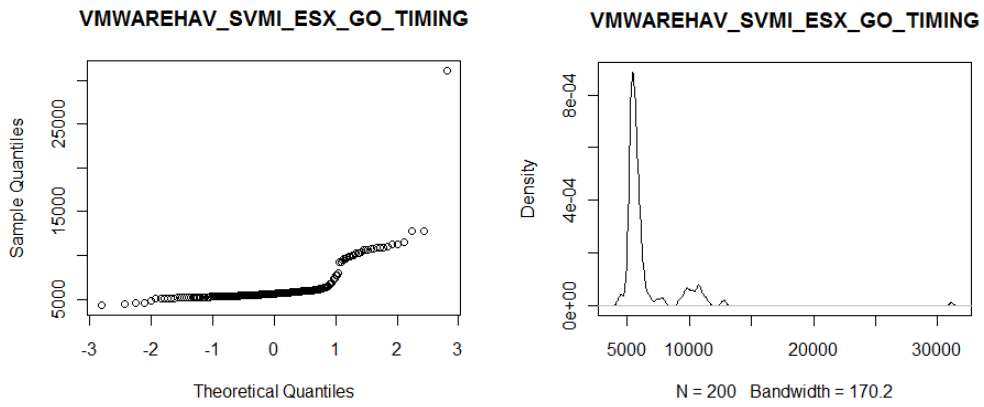 VMWAREHAV_SVMI_ESX_GO_TIMING
Sample Quantiles
5000
15000
25000
-3
-2
-1
0
1
2
3
Theoretical Quantiles
VMWAREHAV_SVMI_ESX_GO_TIMING
Density
0e+00
4e-04
8e-04
5000
10000
20000
30000
N = 200 Bandwidth = 170.2